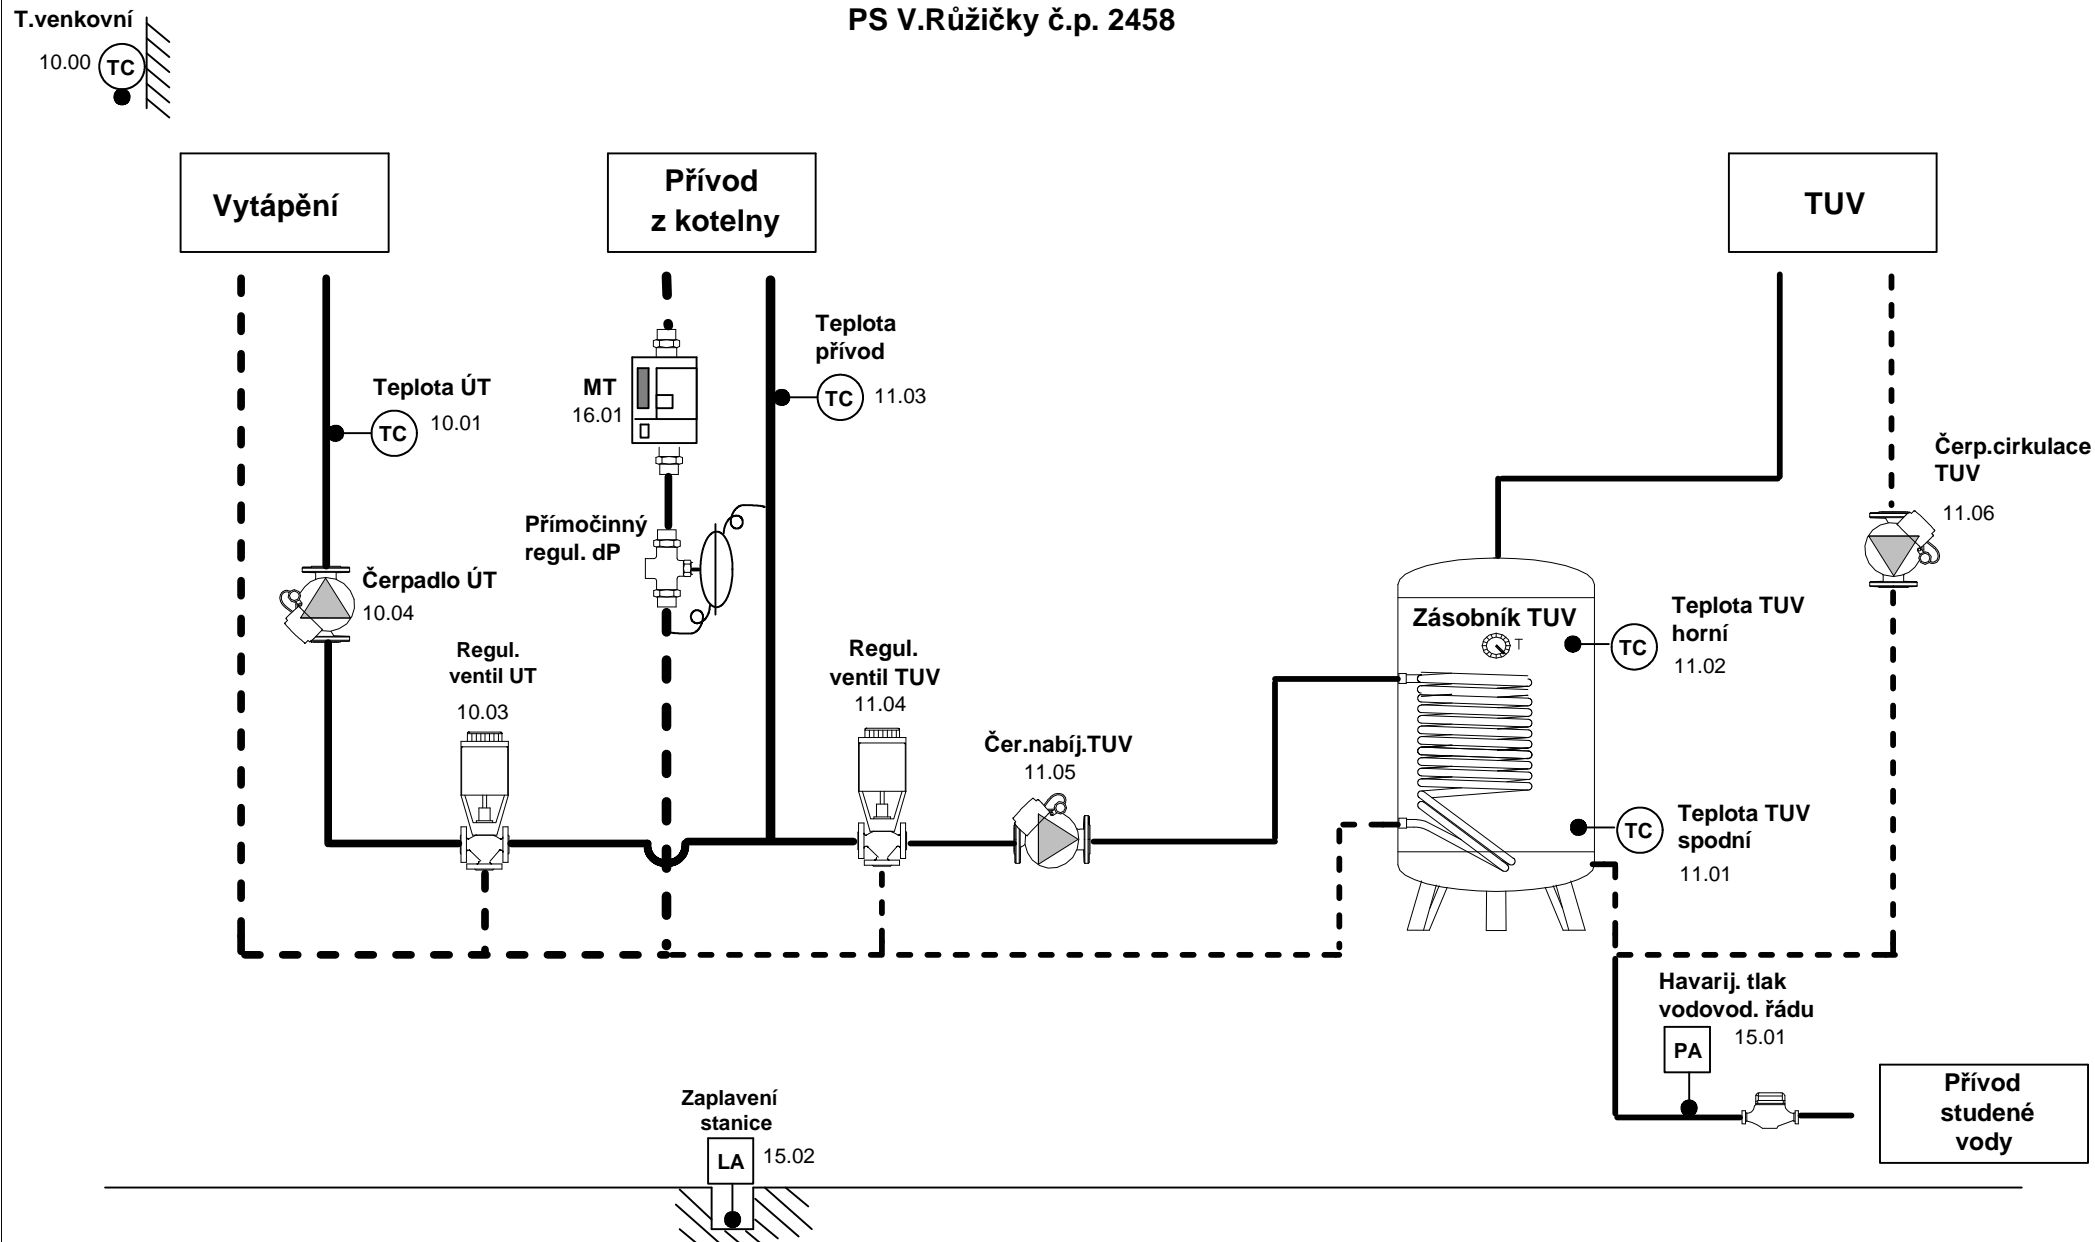 PS V.Růžičky č.p. 2458
T.venkovní
10.00
TC
Vytápění
Přívod
z kotelny
TUV
Teplota
přívod
TC
11.03
Teplota ÚT
10.01
TC
MT
16.01
Čerp.cirkulace
TUV
11.06
Přímočinný
regul. dP
Čerpadlo ÚT
10.04
Regul.
ventil UT
10.03
Regul.
ventil TUV
11.04
Čer.nabíj.TUV
11.05
Zásobník TUV
T
TC
Teplota TUV
horní
11.02
TC
Teplota TUV
spodní
11.01
Havarij. tlak
vodovod. řádu
15.01
PA
Přívod
studené
vody
Zaplavení
stanice
LA
15.02